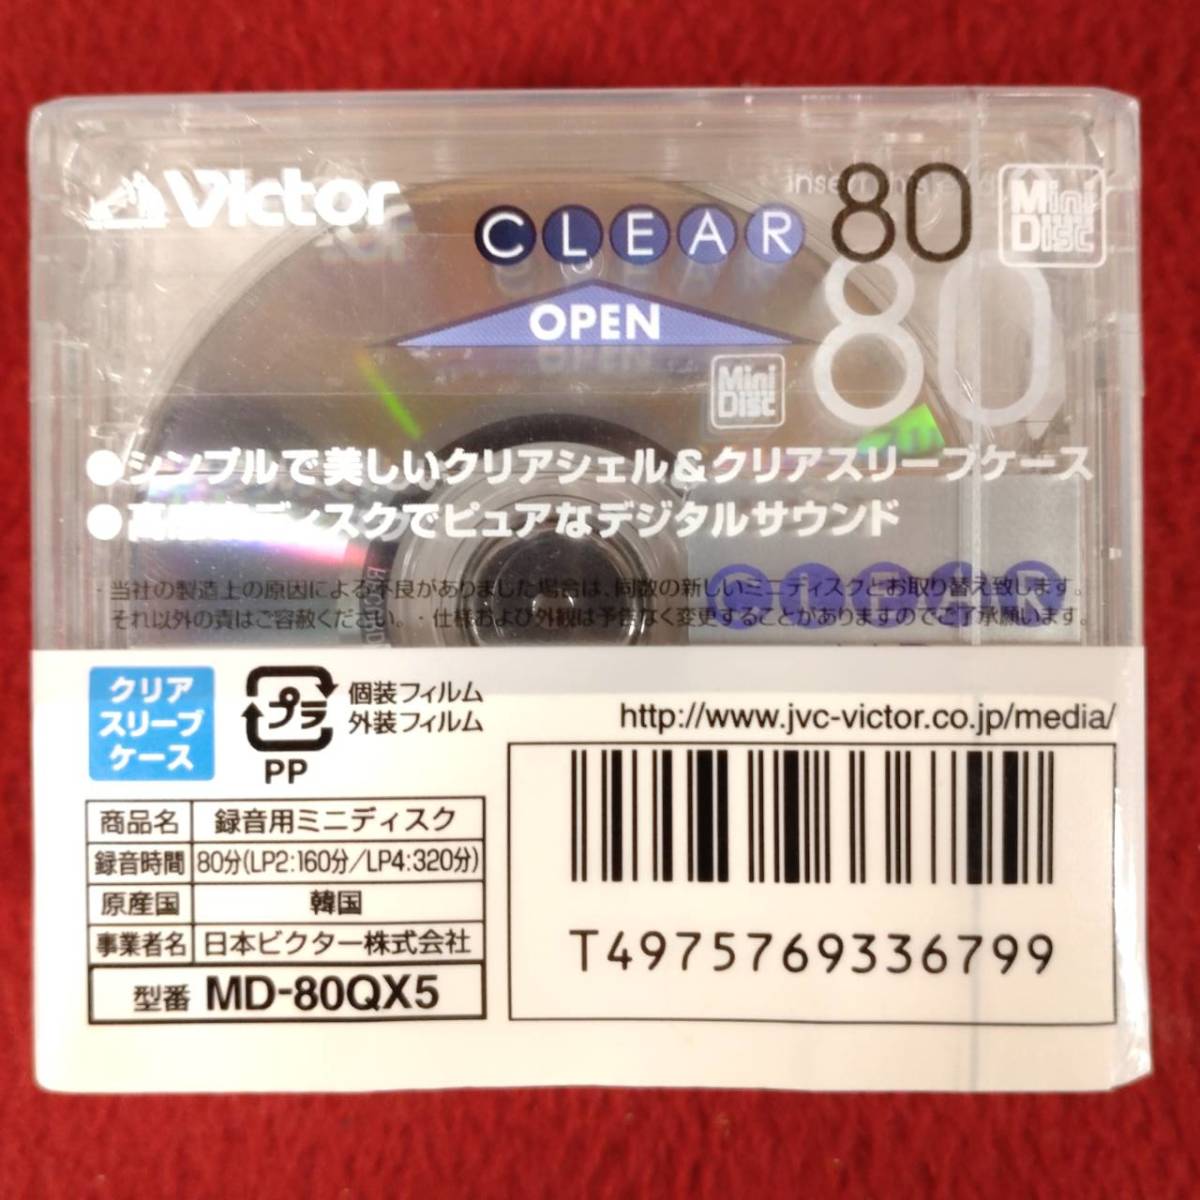 Victor
CLEAR 80
Mini Disc
80
OPEN
Mini Disc
●シンプルで美しいクリアシェル&クリアスリーブケース
ディスクでピュアなデジタルサウンド
・当社の製造上の原因による不良がありました場合は、同数の新しいミニディスクとお取り替え致します。
それ以外の責はご容赦ください。・仕様および外観は予告なく変更することがありますのでご了承願います。
CLEAR
クリア
スリーブ
ケース
プラ
PP
個装フィルム
外装フィルム
http://www.jvc-victor.co.jp/media/
商品名 録音用ミニディスク
録音時間 80分(LP2:160分/LP4:320分)
原産国 韓国
事業者名 日本ビクター株式会社
型番 MD-80QX5
T4975769336799